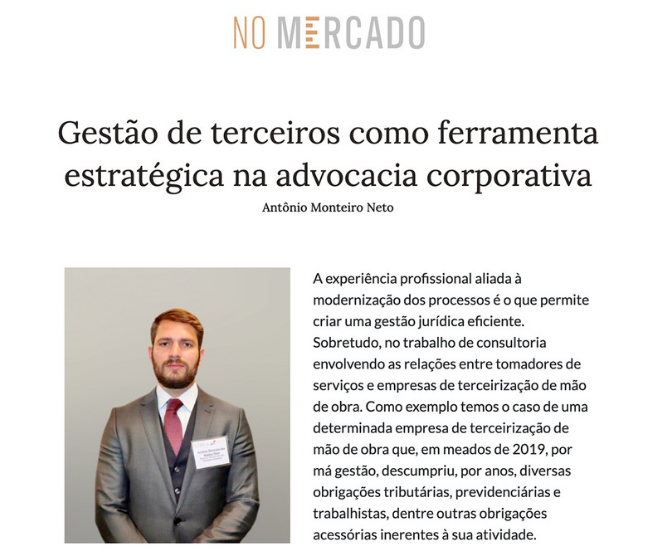 NO MERCADO
Gestão de terceiros como ferramenta
estratégica na advocacia corporativa
Antônio Monteiro Neto
A experiência profissional aliada à
modernização dos processos é o que permite
criar uma gestão jurídica eficiente.
Sobretudo, no trabalho de consultoria
envolvendo as relações entre tomadores de
serviços e empresas de terceirização de mão
de obra. Como exemplo temos o caso de uma
determinada empresa de terceirização de
mão de obra que, em meados de 2019, por
má gestão, descumpriu, por anos, diversas
obrigações tributárias, previdenciárias e
trabalhistas, dentre outras obrigações
acessórias inerentes à sua atividade.